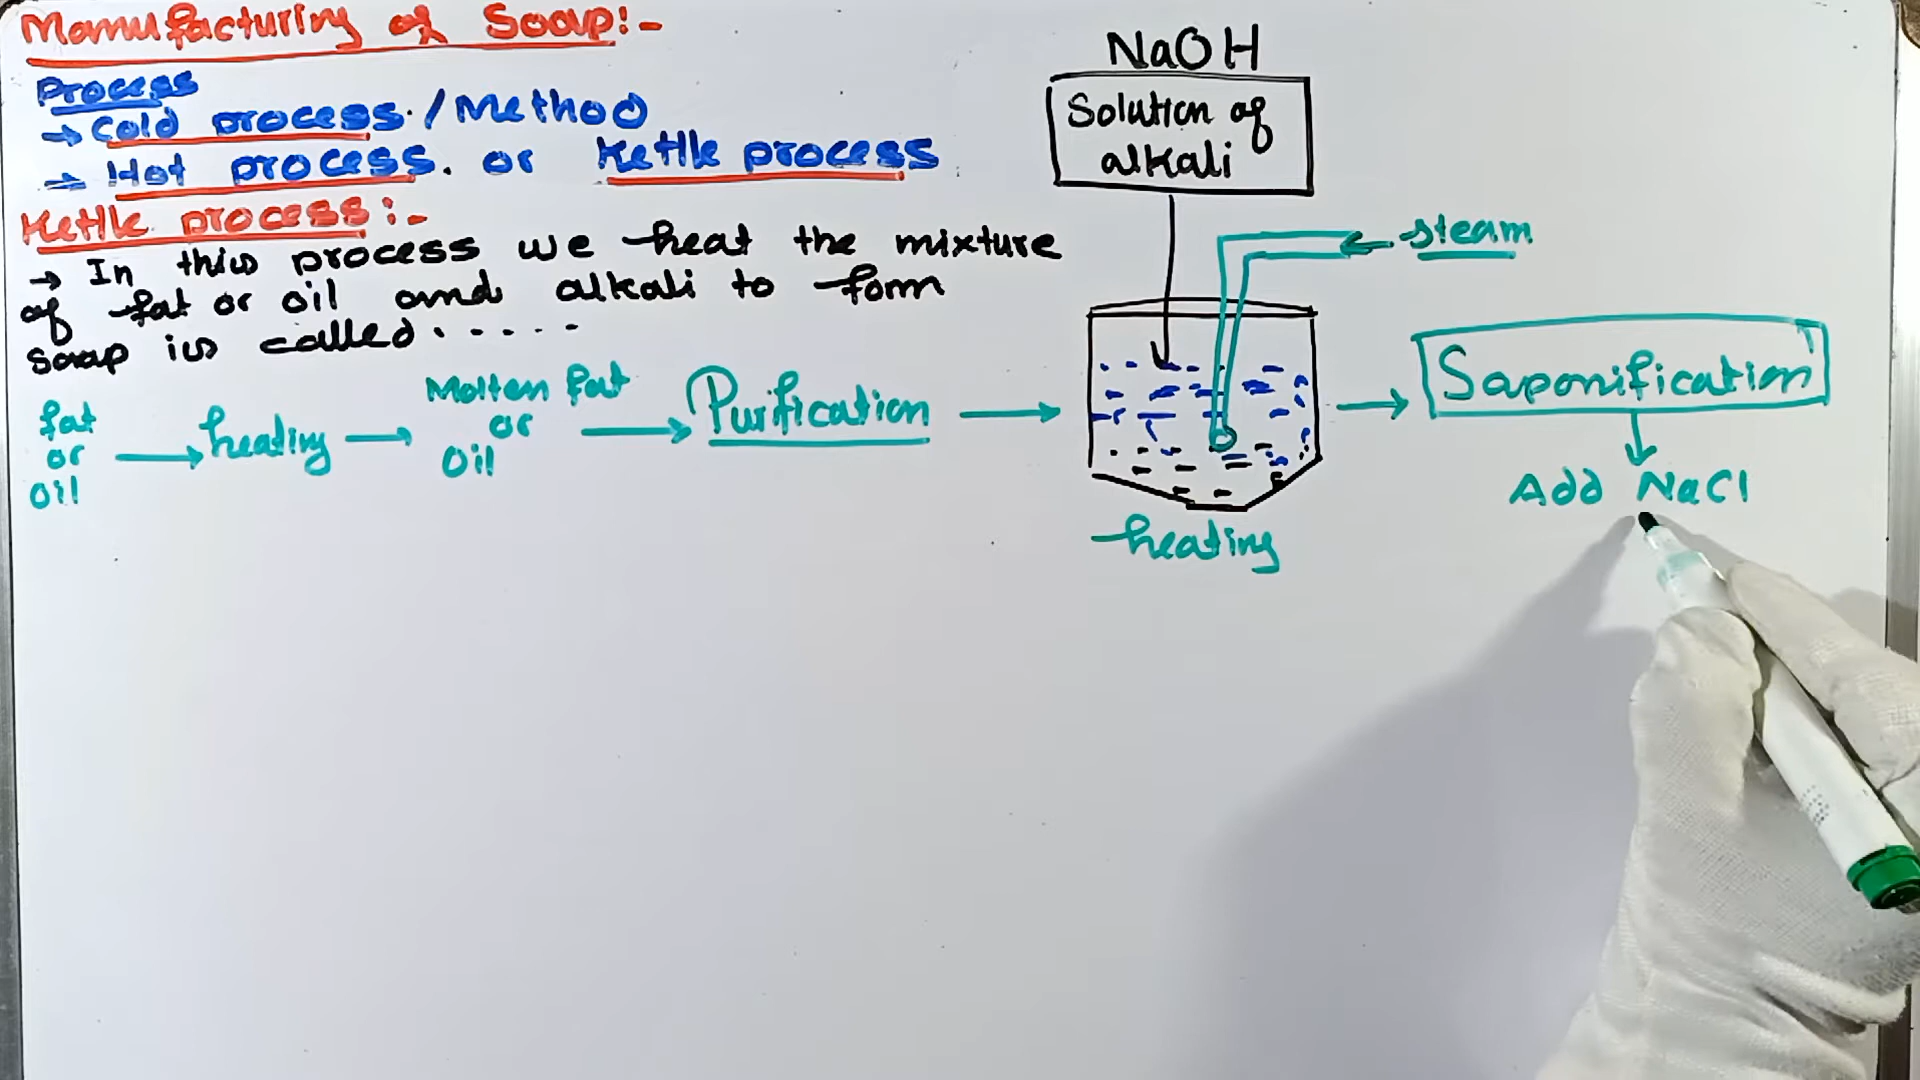 Manufacturing of Soap:-
Process
→ Cold process. / Method
→ Hot process. or Kettle process
Kettle process:-
→ In this process we heat the mixture
of fat or oil and alkali to form
soap is called.....
NaOH
Solution of
alkali
steam
fat
or
oil
→ heating →
Molten fat
or
Oil
→ Purification →
heating
→ Saponification
Add NaCl